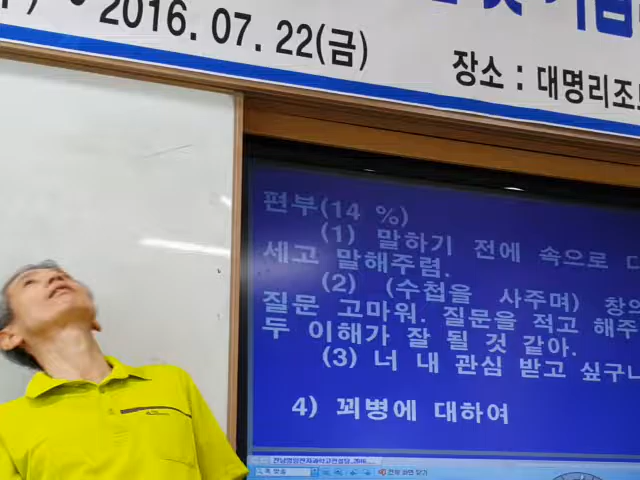 2016. 07. 22(금)
장소 : 대명리조
편부(14 %)
(1) 말하기 전에 속으로
세고 말해주렴.
(2) (수첩을 사주며) 창의
질문 고마워. 질문을 적고 해주
두 이해가 잘 될 것 같아.
(3) 너 내 관심 받고 싶구나
4) 꾀병에 대하여